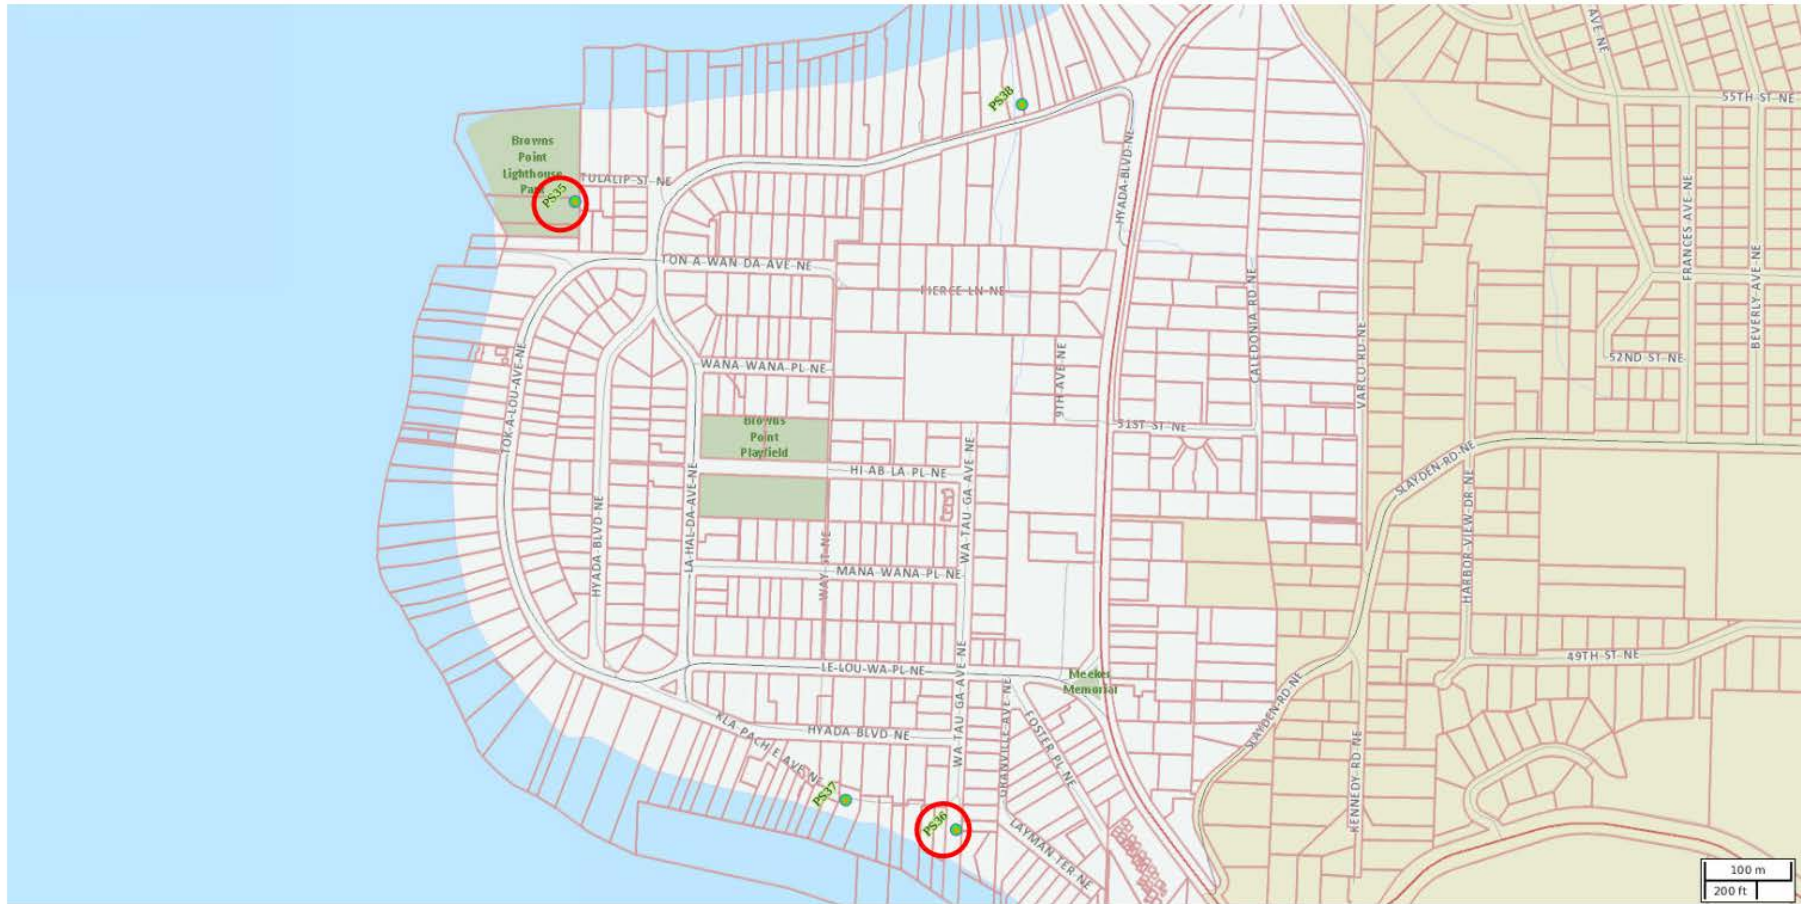 AVE NE
55TH ST NE
PS38
HYADA BLVD NE
Browns
Point
Lighthouse
Park
TULALIP ST NE
PS35
FRANCES AVE NE
BEVERLY AVE NE
TON A WAN DA AVE NE
PIERCE LN NE
CALEDONIA RD NE
VARCO RD NE
TOK-A-LOU-AVE-NE
WANA WANA PL NE
9TH AVE NE
52ND ST NE
Browns
Point
Playfield
51ST ST NE
LA-HAL-DA-AVE-NE
HI AB LA PL NE
WA-TAU-GA-AVE-NE
SLAYDEN RD NE
HYADA BLVD NE
WAY ST NE
MANA WANA PL NE
HARBOR VIEW DR NE
LE-LOU-WA PL NE
WA-TAU-GA-AVE-NE
Meeker
Memorial
49TH ST NE
KLA-PACH E AVE NE
HYADA BLVD NE
GRANVILLE AVE NE
FOSTER PL NE
SLAYDEN RD NE
KENNEDY RD NE
PS37
PS36
LAYMAN TER NE
100 m
200 ft